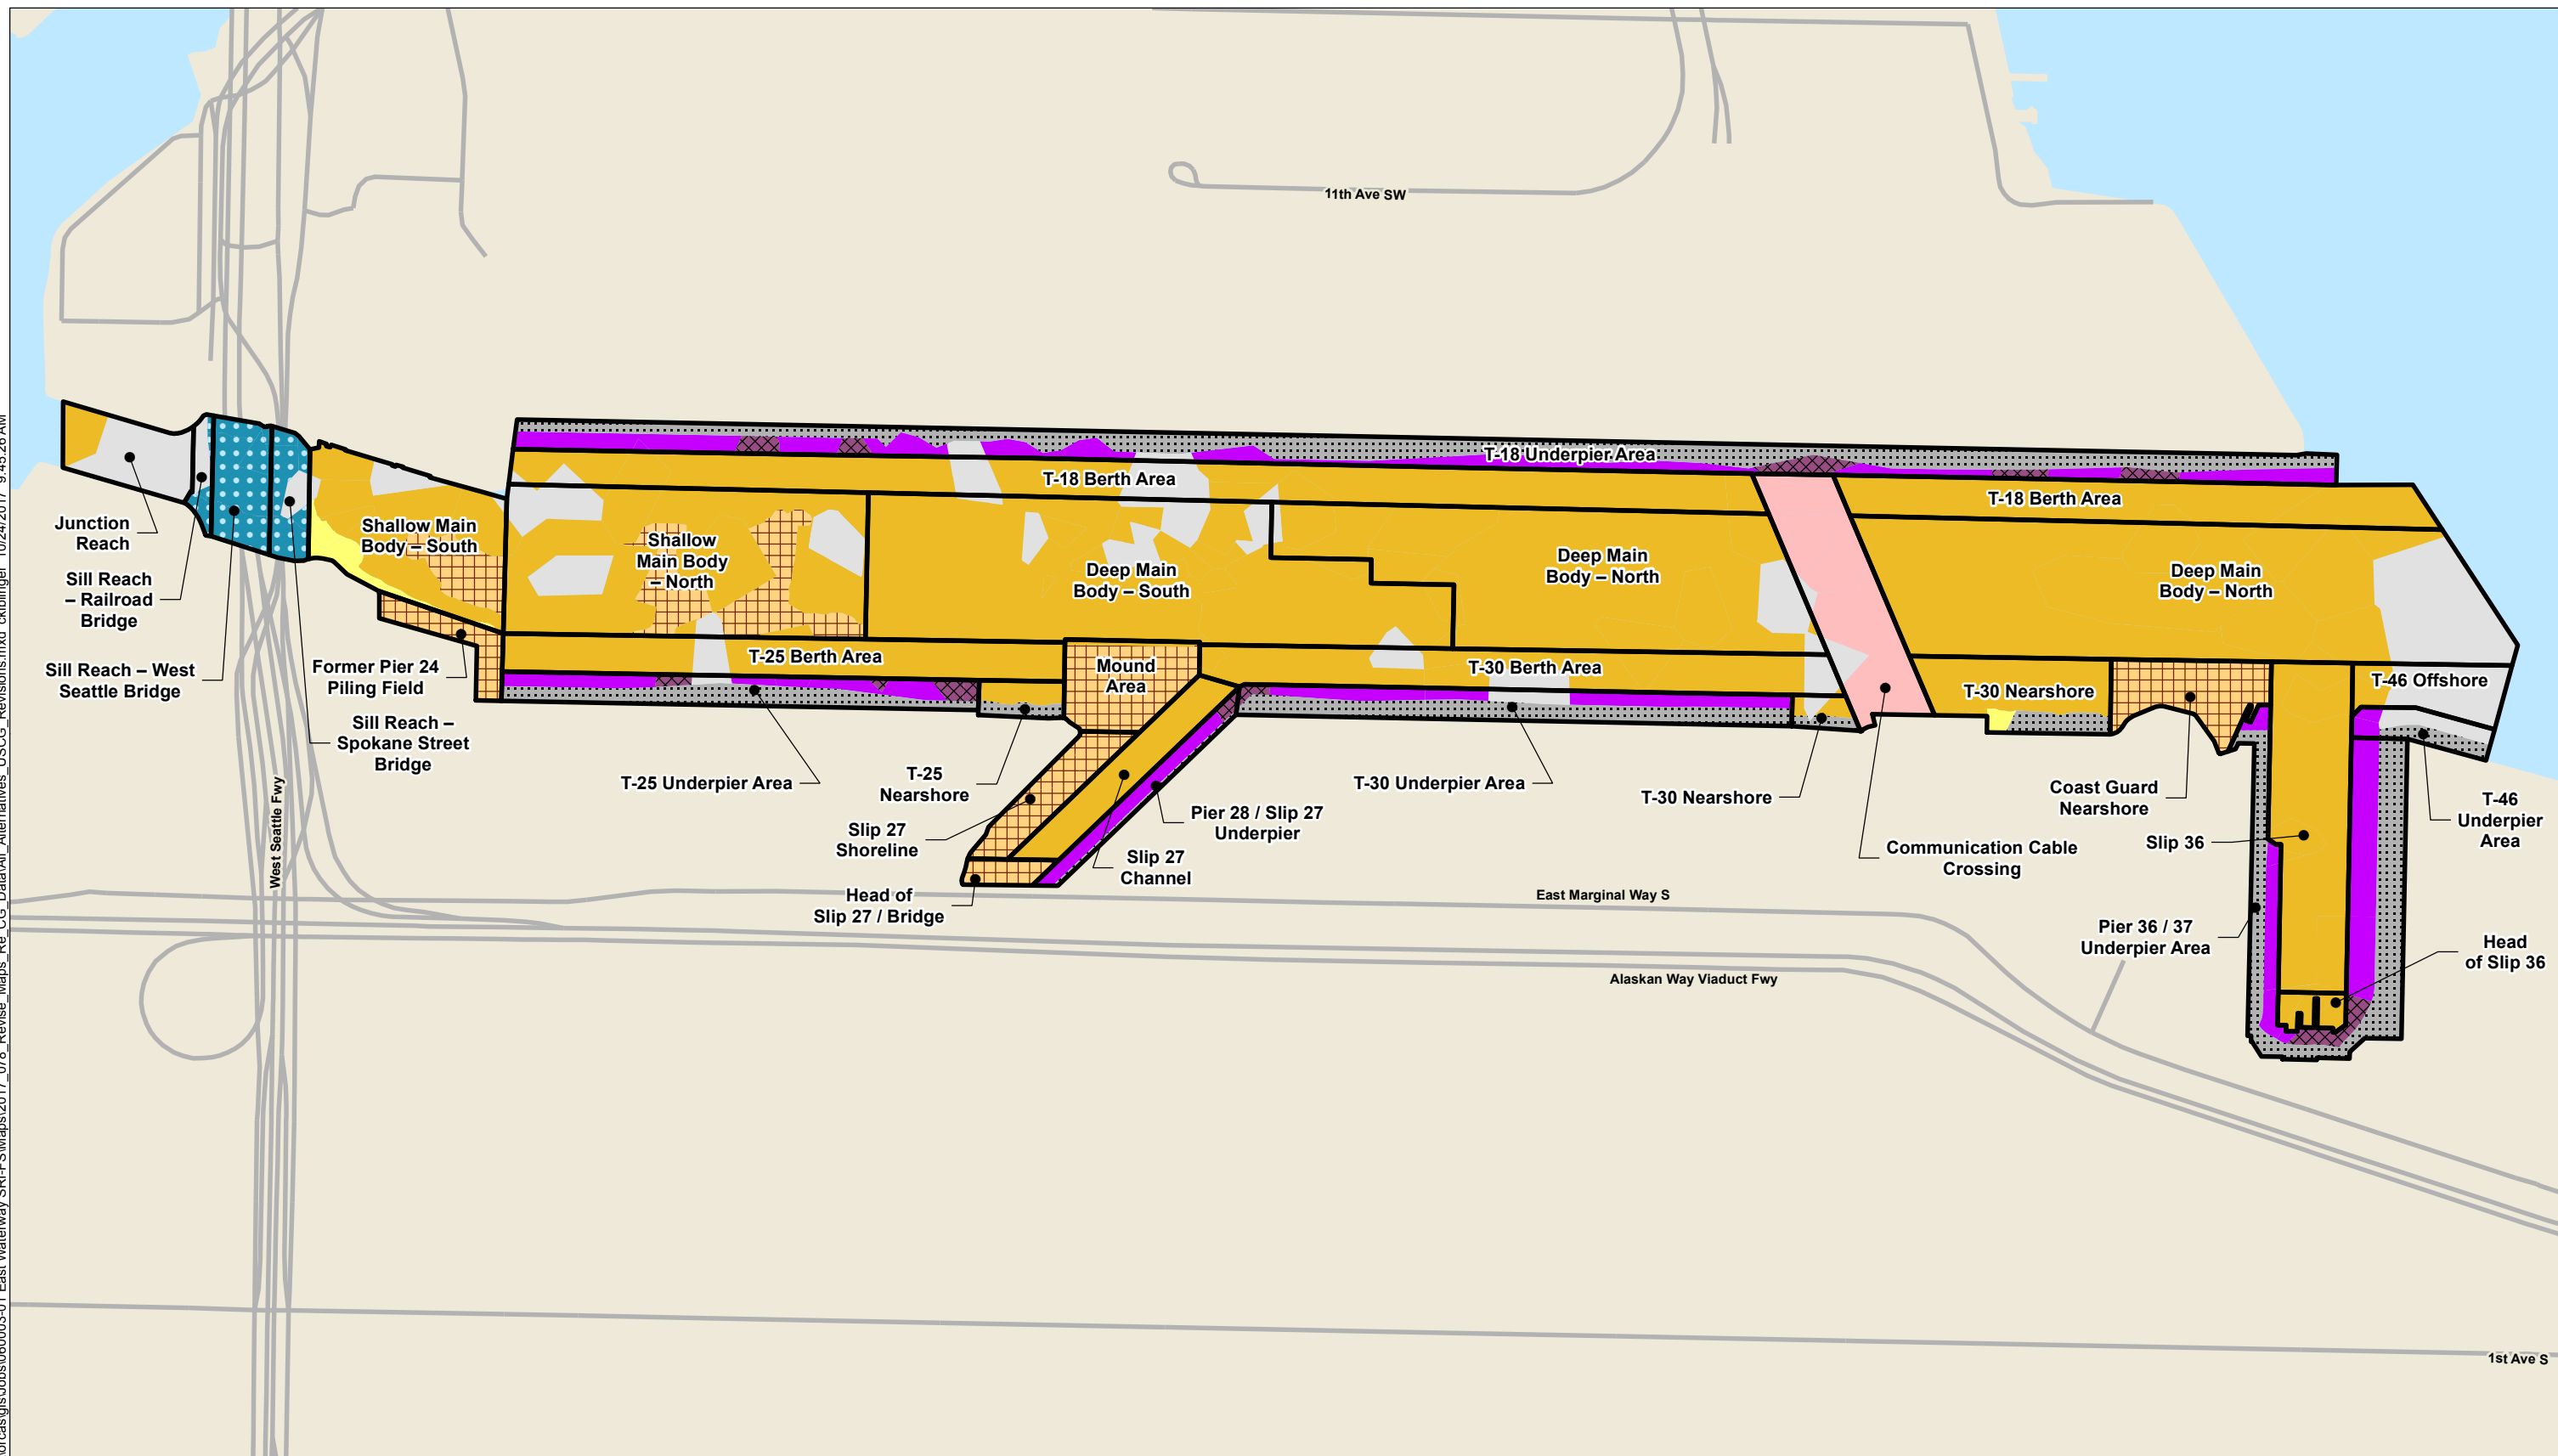 11th Ave SW
T-18 Underpier Area
T-18 Berth Area
T-18 Berth Area
Junction
Reach
Sill Reach
– Railroad
Bridge
Sill Reach – West
Seattle Bridge
Sill Reach –
Spokane Street
Bridge
Shallow Main
Body – South
Former Pier 24
Piling Field
Shallow
Main Body
– North
Deep Main
Body – South
Deep Main
Body – North
Deep Main
Body – North
T-25 Berth Area
Mound
Area
T-30 Berth Area
T-30 Nearshore
T-46 Offshore
T-25 Underpier Area
T-25
Nearshore
Slip 27
Shoreline
Head of
Slip 27 / Bridge
Slip 27
Channel
Pier 28 / Slip 27
Underpier
T-30 Underpier Area
T-30 Nearshore
Communication Cable
Crossing
Coast Guard
Nearshore
Slip 36
T-46
Underpier
Area
Pier 36 / 37
Underpier Area
Head
of Slip 36
West Seattle Fwy
East Marginal Way S
Alaskan Way Viaduct Fwy
1st Ave S